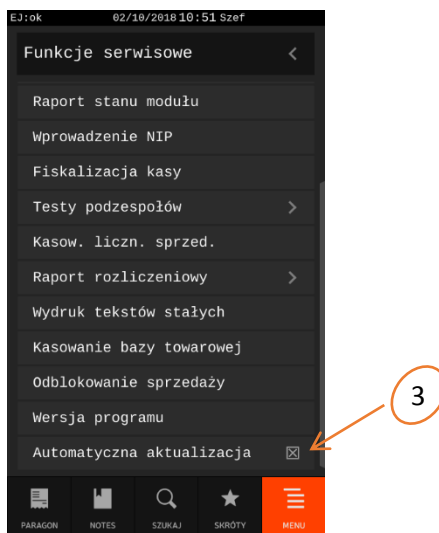 EJ:ok 02/10/2018 10:51 Szef
Funkcje serwisowe
Raport stanu modułu
Wprowadzenie NIP
Fiskalizacja kasy
Testy podzespołów
Kasow. liczn. sprzed.
Raport rozliczeniowy
Wydruk tekstów stałych
Kasowanie bazy towarowej
Odblokowanie sprzedaży
Wersja programu
Automatyczna aktualizacja
3
PARAGON NOTES SZUKAJ SKRÓTY MENU